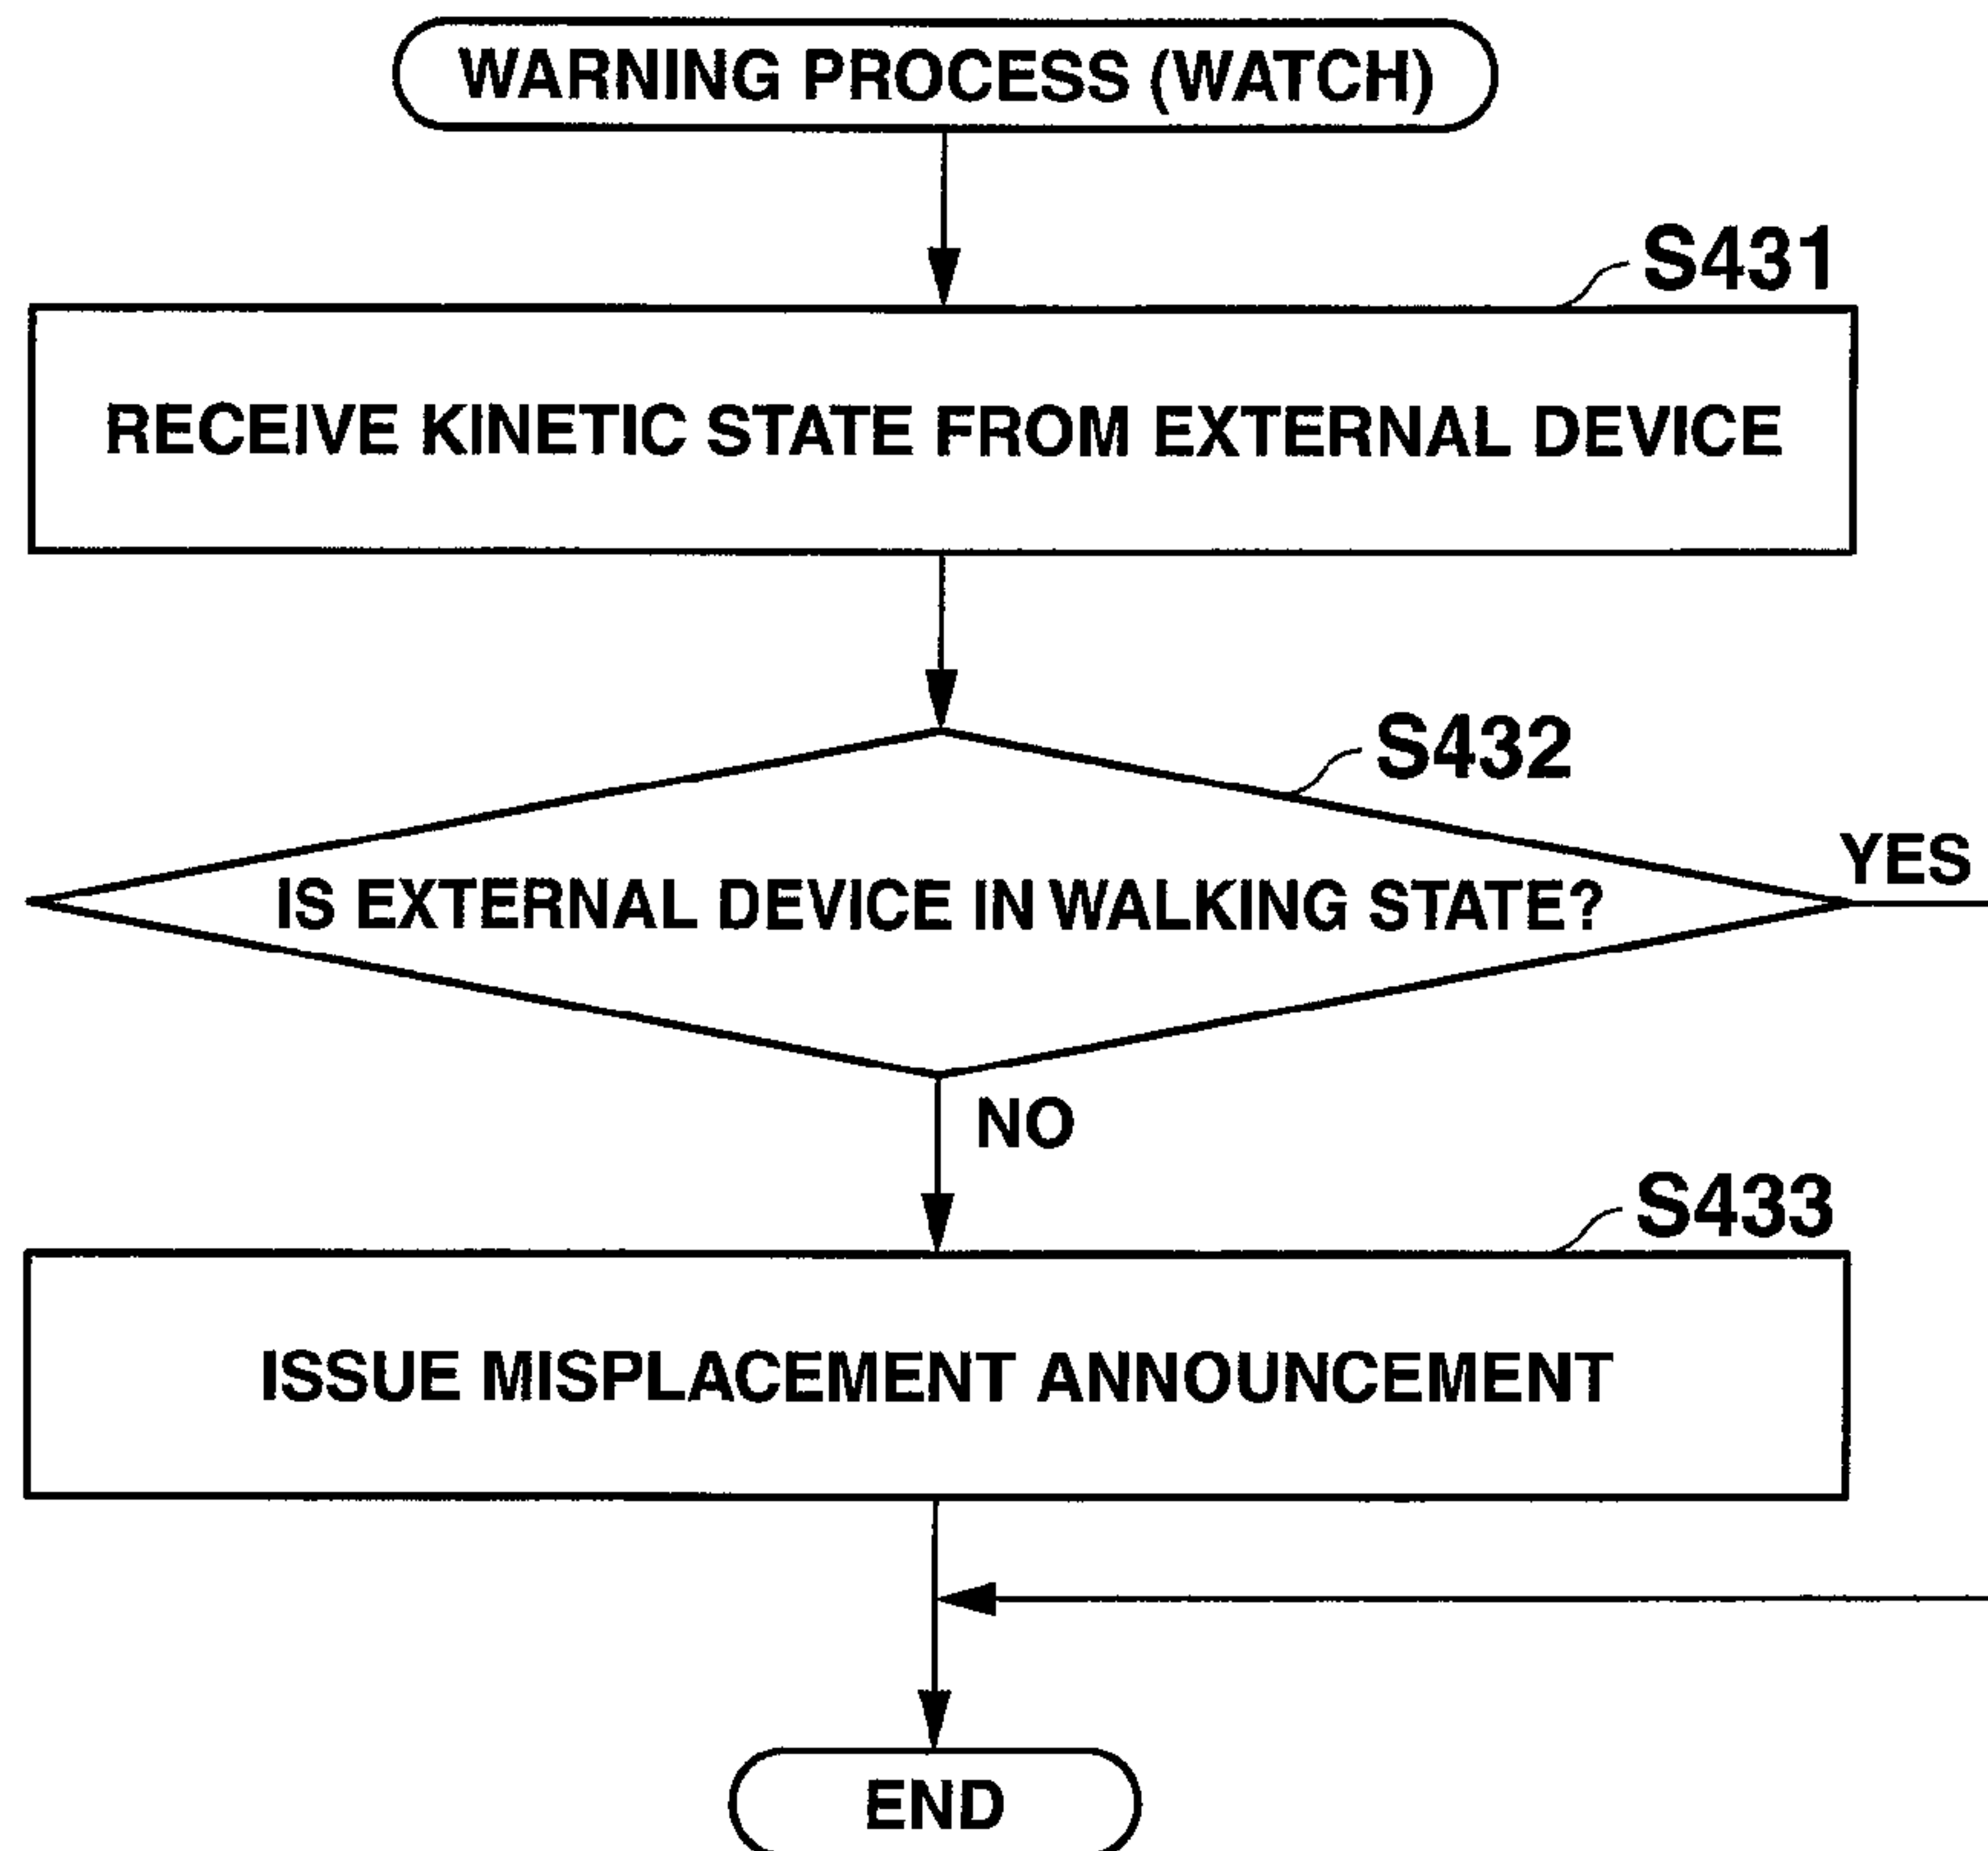 WARNING PROCESS (WATCH)
S431
RECEIVE KINETIC STATE FROM EXTERNAL DEVICE
S432
YES
IS EXTERNAL DEVICE IN WALKING STATE?
NO
S433
ISSUE MISPLACEMENT ANNOUNCEMENT
END